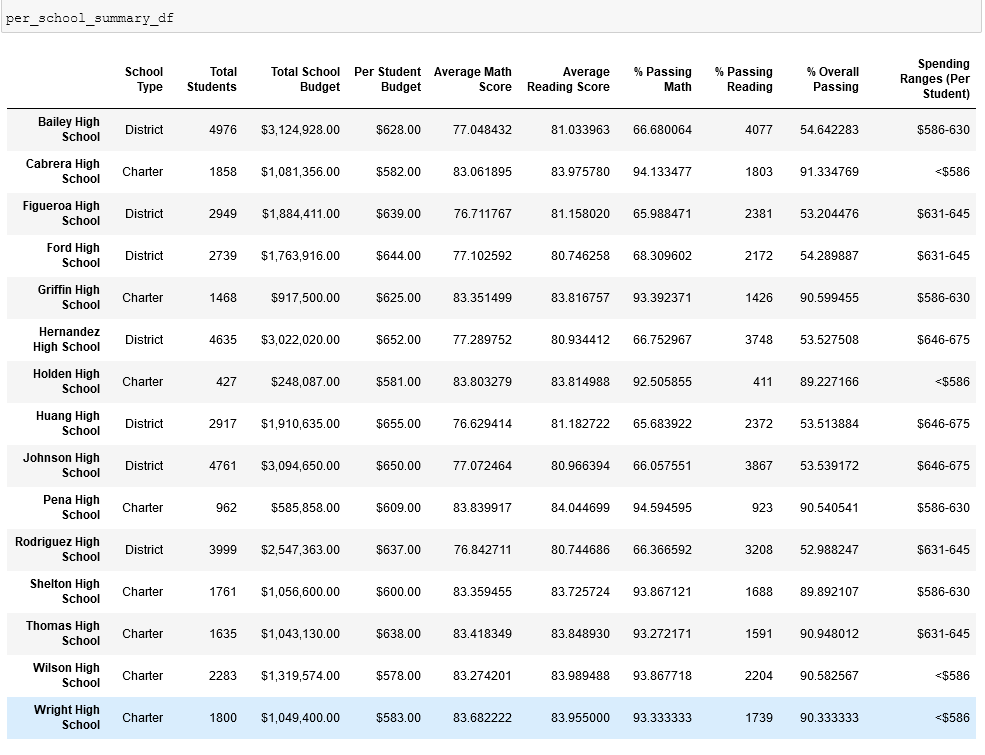 per_school_summary_df
School Type Total Students Total School Budget Per Student Budget Average Math Score Average Reading Score % Passing Math % Passing Reading % Overall Passing Spending Ranges (Per Student)
Bailey High School District 4976 $3,124,928.00 $628.00 77.048432 81.033963 66.680064 4077 54.642283 $586-630
Cabrera High School Charter 1858 $1,081,356.00 $582.00 83.061895 83.975780 94.133477 1803 91.334769 <$586
Figueroa High School District 2949 $1,884,411.00 $639.00 76.711767 81.158020 65.988471 2381 53.204476 $631-645
Ford High School District 2739 $1,763,916.00 $644.00 77.102592 80.746258 68.309602 2172 54.289887 $631-645
Griffin High School Charter 1468 $917,500.00 $625.00 83.351499 83.816757 93.392371 1426 90.599455 $586-630
Hernandez High School District 4635 $3,022,020.00 $652.00 77.289752 80.934412 66.752967 3748 53.527508 $646-675
Holden High School Charter 427 $248,087.00 $581.00 83.803279 83.814988 92.505855 411 89.227166 <$586
Huang High School District 2917 $1,910,635.00 $655.00 76.629414 81.182722 65.683922 2372 53.513884 $646-675
Johnson High School District 4761 $3,094,650.00 $650.00 77.072464 80.966394 66.057551 3867 53.539172 $646-675
Pena High School Charter 962 $585,858.00 $609.00 83.839917 84.044699 94.594595 923 90.540541 $586-630
Rodriguez High School District 3999 $2,547,363.00 $637.00 76.842711 80.744686 66.366592 3208 52.988247 $631-645
Shelton High School Charter 1761 $1,056,600.00 $600.00 83.359455 83.725724 93.867121 1688 89.892107 $586-630
Thomas High School Charter 1635 $1,043,130.00 $638.00 83.418349 83.848930 93.272171 1591 90.948012 $631-645
Wilson High School Charter 2283 $1,319,574.00 $578.00 83.274201 83.989488 93.867718 2204 90.582567 <$586
Wright High School Charter 1800 $1,049,400.00 $583.00 83.682222 83.955000 93.333333 1739 90.333333 <$586